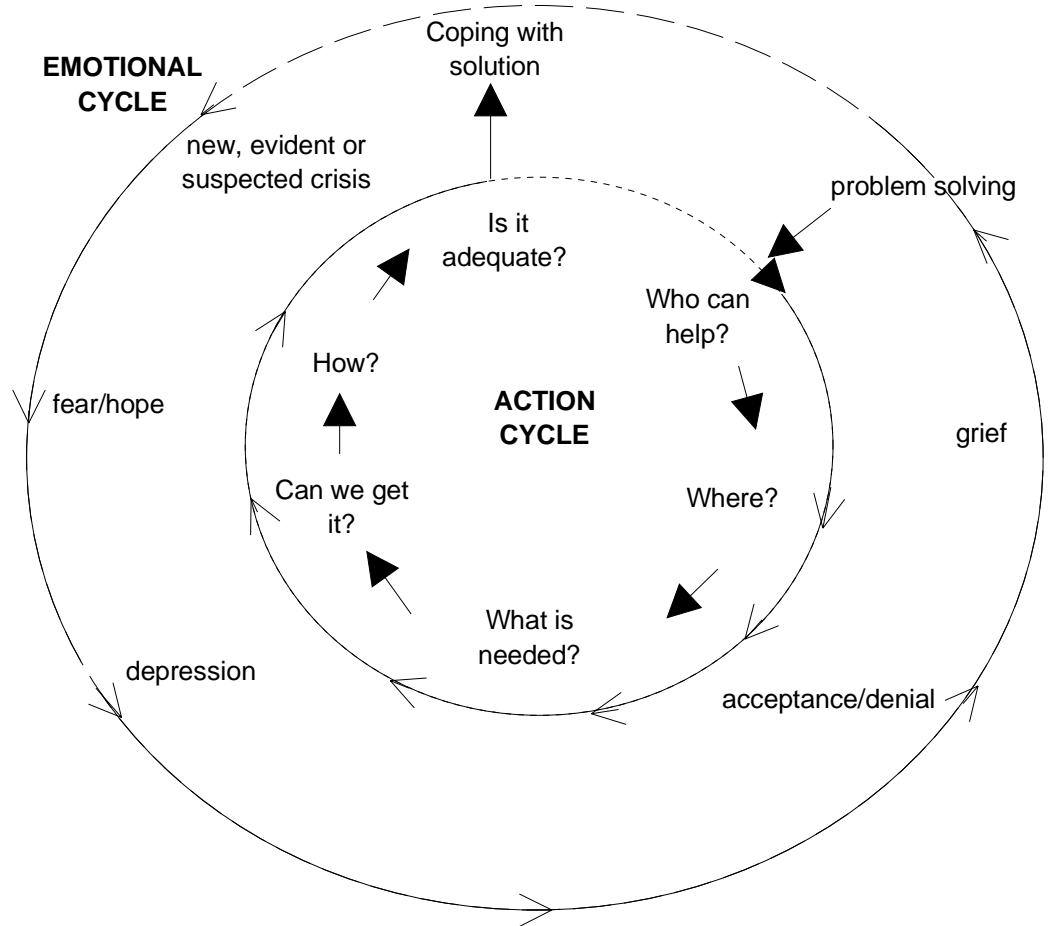 Coping with
solution
EMOTIONAL
CYCLE
new, evident or
suspected crisis
problem solving
Is it
adequate?
Who can
help?
How?
ACTION
CYCLE
fear/hope
grief
Can we get
it?
Where?
What is
needed?
depression
acceptance/denial